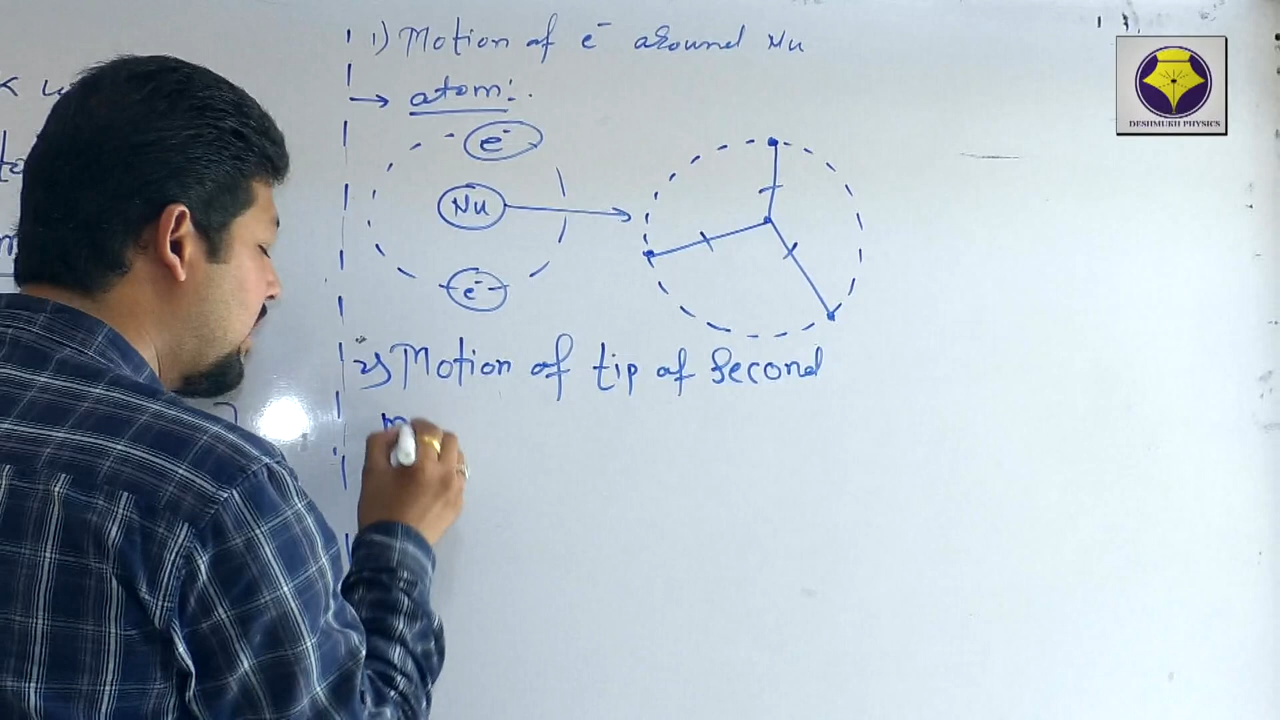 1) Motion of e⁻ around Nu
→ atom:.
e⁻
Nu
e⁻
2) Motion of tip of Second
m
DESHMUKH PHYSICS